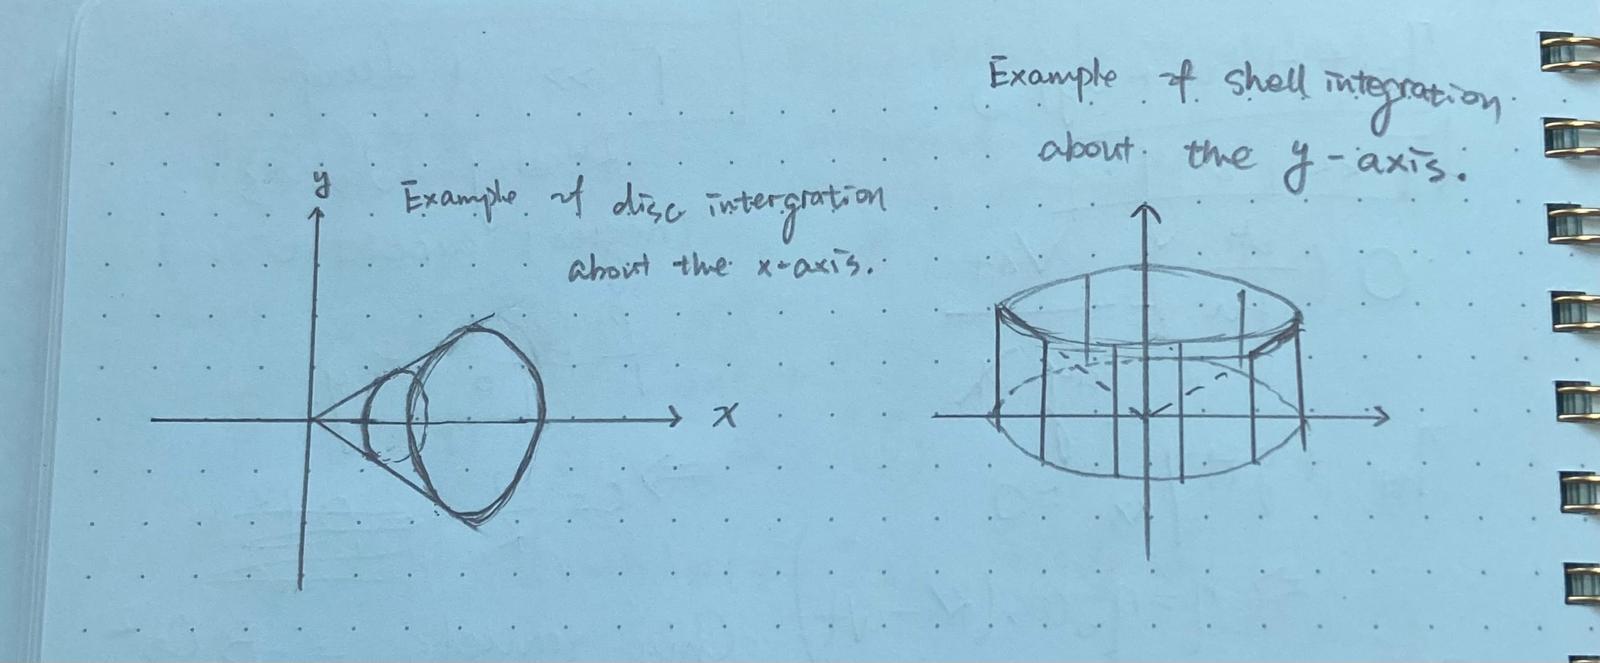 y
Example of disc intergration
about the x-axis.
x
Example of shell integration
about the y-axis.